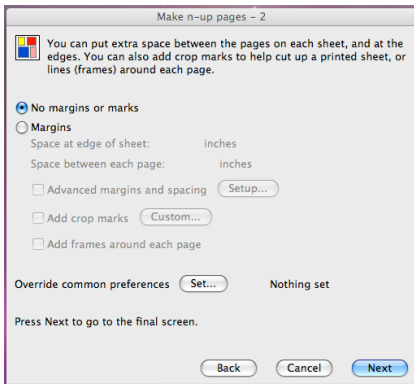 Make n-up pages - 2
You can put extra space between the pages on each sheet, and at the
edges. You can also add crop marks to help cut up a printed sheet, or
lines (frames) around each page.
No margins or marks
Margins
Space at edge of sheet: inches
Space between each page: inches
Advanced margins and spacing Setup...
Add crop marks Custom...
Add frames around each page
Override common preferences Set... Nothing set
Press Next to go to the final screen.
Back Cancel Next